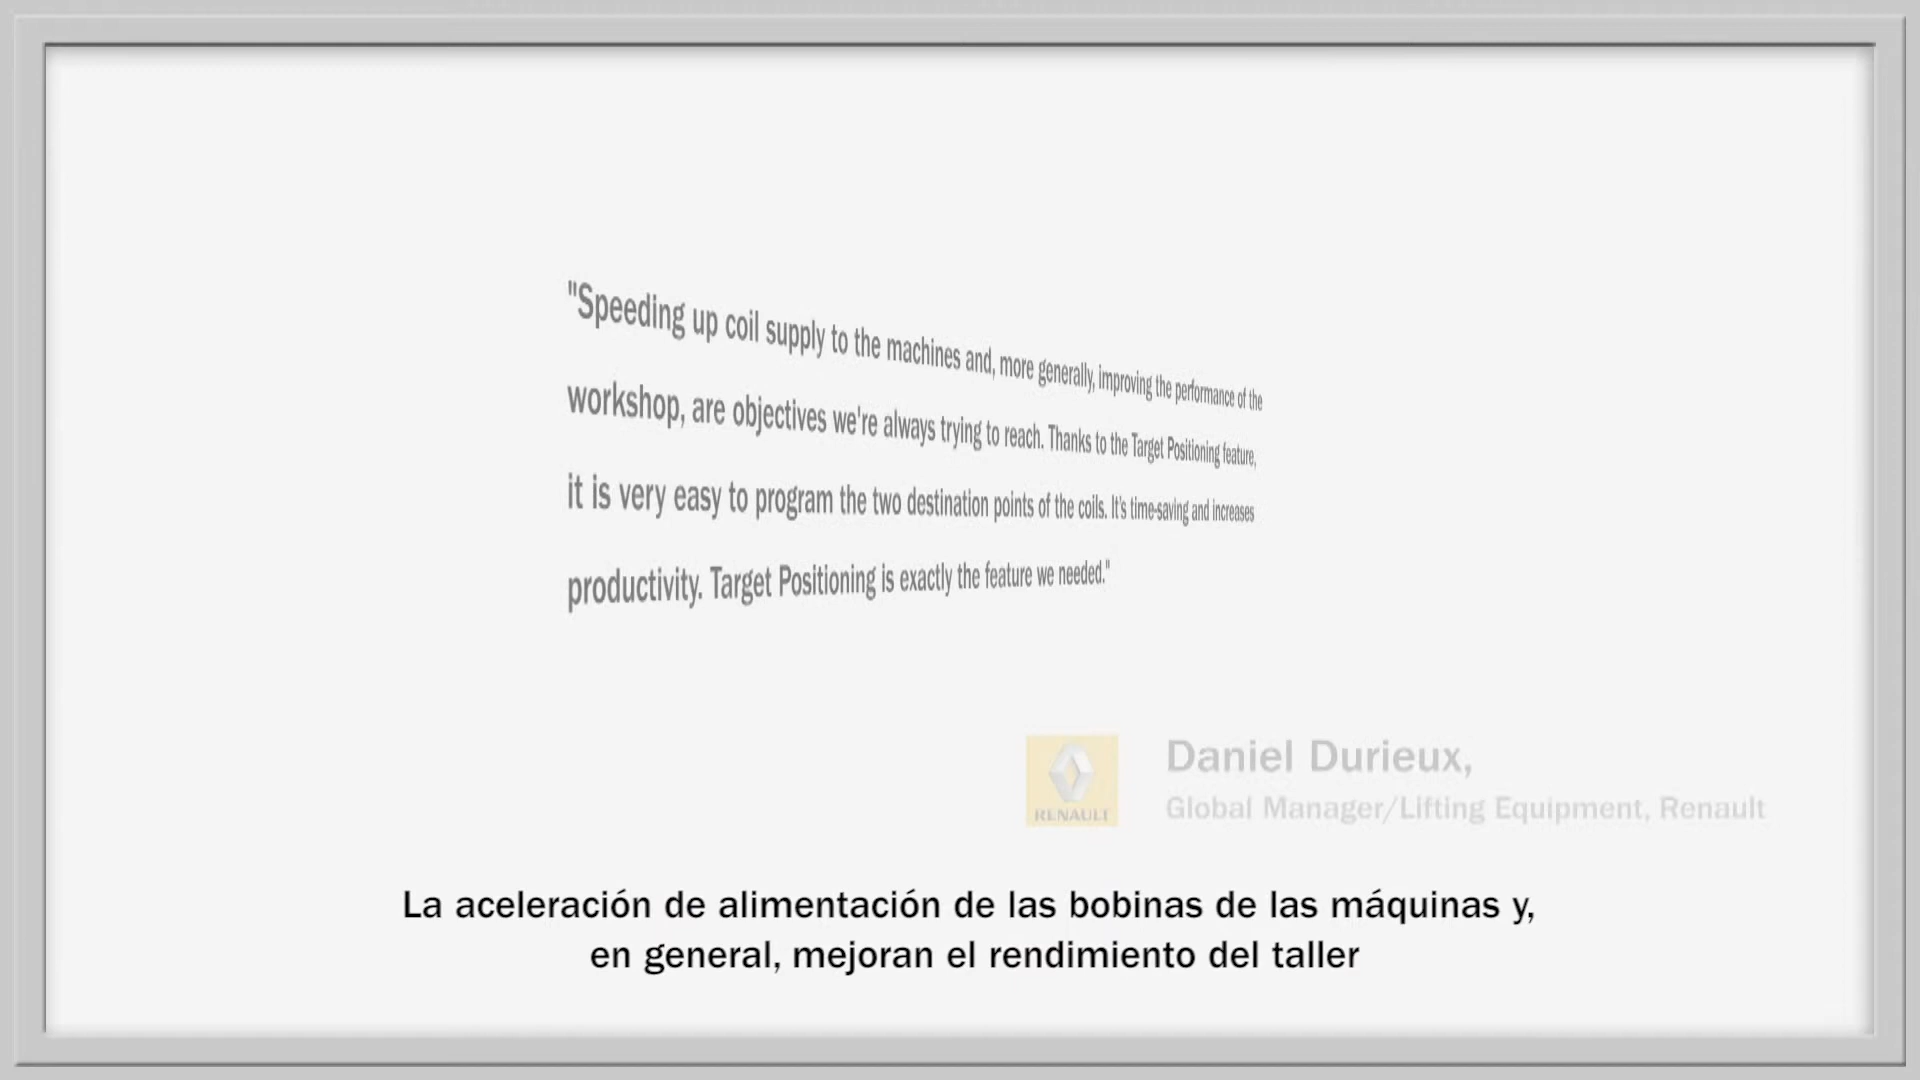 "Speeding up coil supply to the machines and, more generally, improving the performance of the
workshop, are objectives we're always trying to reach. Thanks to the Target Positioning feature,
it is very easy to program the two destination points of the coils. It's time-saving and increases
productivity. Target Positioning is exactly the feature we needed."
RENAULT
Daniel Durieux,
Global Manager/Lifting Equipment, Renault
La aceleración de alimentación de las bobinas de las máquinas y,
en general, mejoran el rendimiento del taller